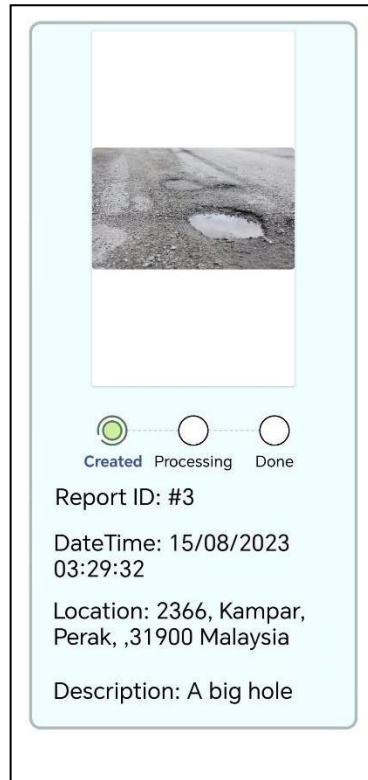 Created Processing Done
Report ID: #3
DateTime: 15/08/2023
03:29:32
Location: 2366, Kampar,
Perak, ,31900 Malaysia
Description: A big hole